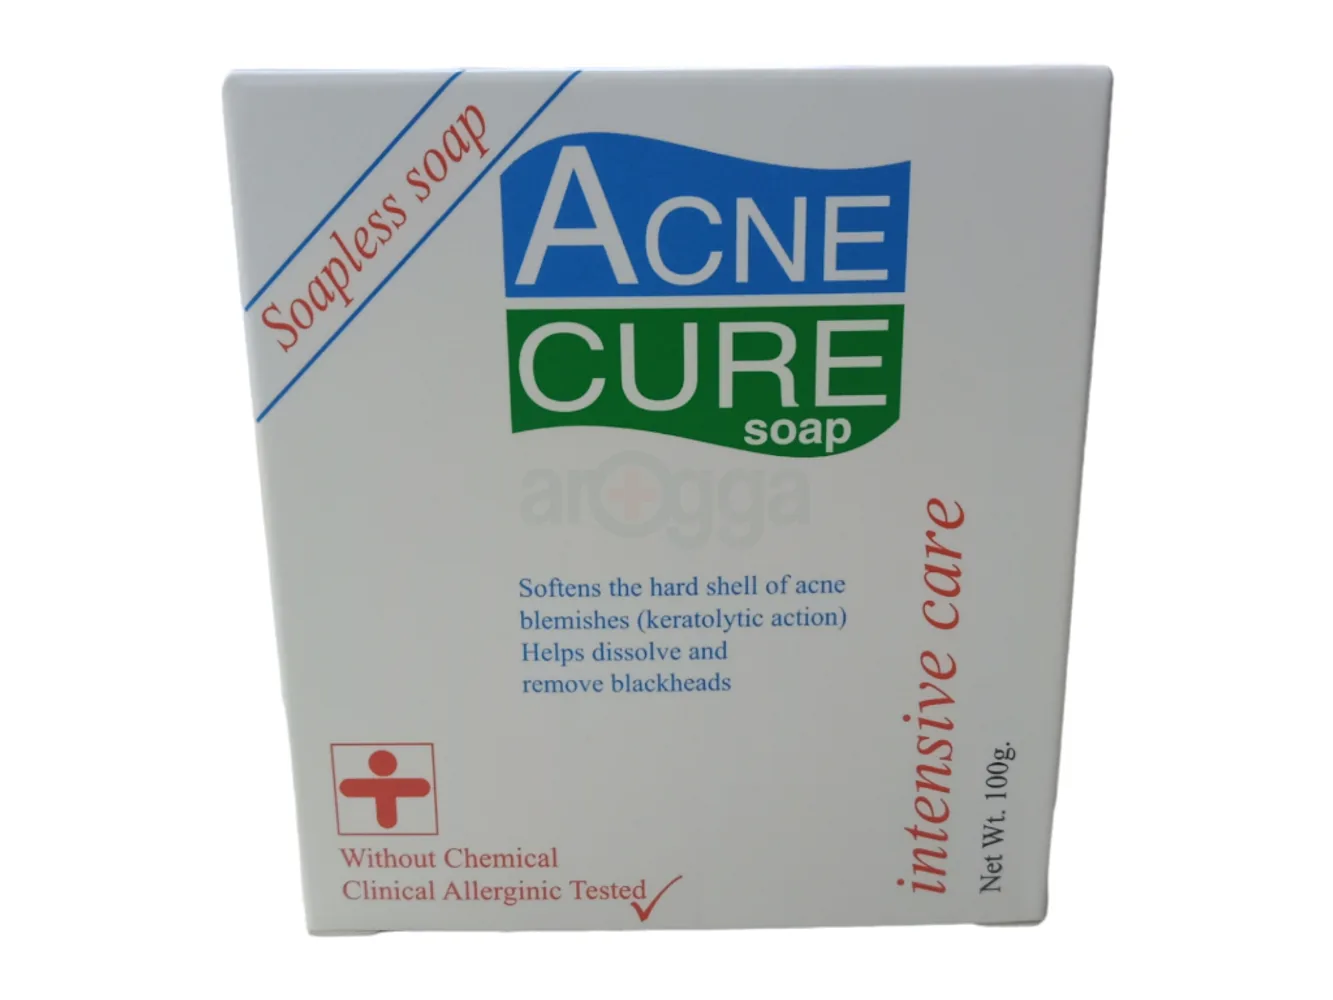 Soapless soap
ACNE
CURE
soap
arogga
Softens the hard shell of acne
blemishes (keratolytic action)
Helps dissolve and
remove blackheads
intensive care
Net Wt. 100g.
Without Chemical
Clinical Allerginic Tested